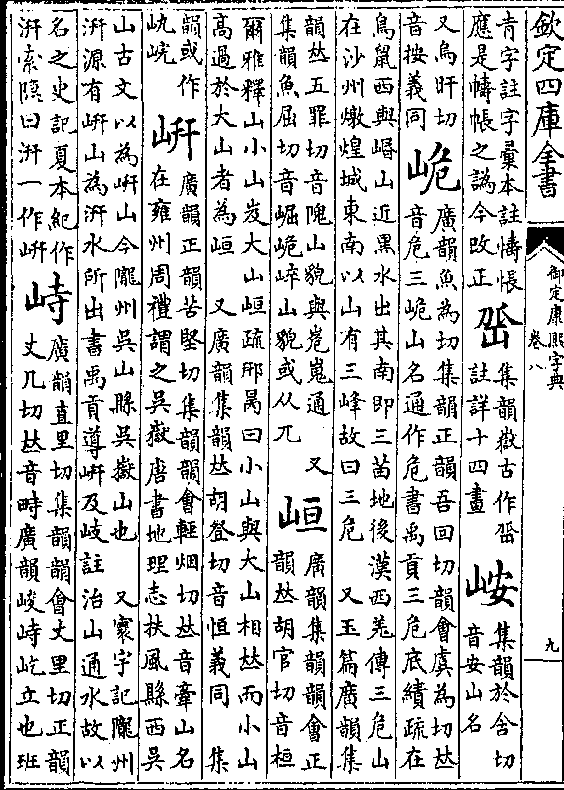 欽定四庫全書
御定康熙字典
卷八
九
青字註字彙本註幬帳
應是幬帳之譌今改正
集韻嶽古作
註詳十四畫
峖
集韻於含切
音安山名
又烏旰切
音按義同
峗
廣韻魚為切集韻正韻吾回切韻會虞為切𠀤
音危三峗山名通作危書禹貢三危底績疏在
鳥鼠西與㟭山近黑水出其南即三苗地後漢西羌傳三危山
在沙州燉煌城東南以山有三峰故曰三危 又玉篇廣韻集
韻𠀤五罪切音隗山貌與峞嵬通 又
集韻魚屈切音崛峗崒山貌或从兀
峘
廣韻集韻韻會正
韻𠀤胡官切音桓
爾雅釋山小山岌大山峘疏邢昺曰小山與大山相𠀤而小山
高過於大山者為峘 又廣韻集韻𠀤胡登切音恒義同 集
韻或作
岍
廣韻正韻苦堅切集韻韻會輕烟切𠀤音牽山名
在雍州周禮謂之吳嶽唐書地理志扶風縣西吳
山古文以為岍山今隴州吳山縣吳嶽山也 又寰宇記隴州
汧源有岍山為汧水所出書禹貢導岍及岐註治山通水故以
名之史記夏本紀作
汧索隱曰汧一作岍
峙
廣韻直里切集韻韻會丈里切正韻
丈几切𠀤音時廣韻峻峙屹立也班